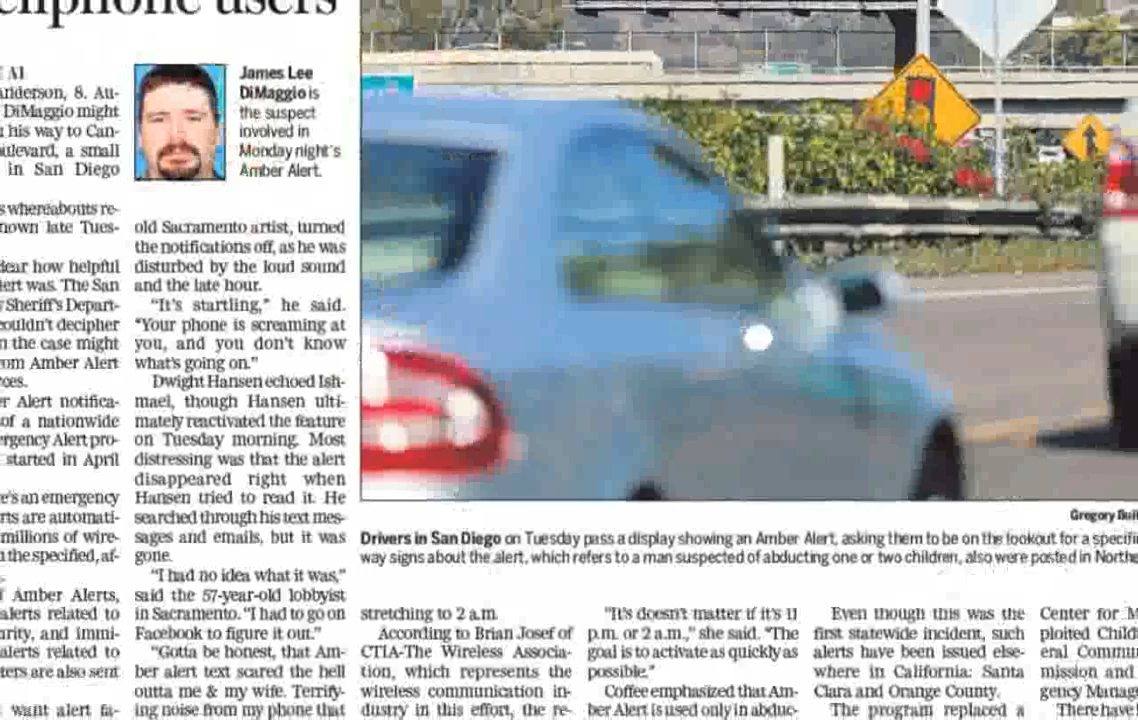 cellphone users
AI
anderson, 8. Au-
DiMaggio might
his way to Can-
ulevard, a small
in San Diego
s whereabouts re-
nown late Tues-
lear how helpful
ert was. The San
Sheriff's Depart-
couldn't decipher
n the case might
om Amber Alert
ces.
er Alert notifica-
of a nationwide
ergency Alert pro-
started in April
e's an emergency
rts are automati-
millions of wire-
the specified, af-
Amber Alerts,
alerts related to
arity, and immi-
alerts related to
ters are also sent
want alert fa-
James Lee
DiMaggio is
the suspect
iovolved in
Monday night's
Amber Alert.
old Sacramento artist, turned
the notifications off, as he was
disturbed by the loud sound
and the late hour.
"It's startling," he said.
"Your phone is screaming at
you, and you don't know
what's going on."
Dwight Hansen echoed Ish-
mael, though Hansen ulti-
mately reactivated the feature
on Tuesday morning. Most
distressing was that the alert
disappeared right when
Hansen tried to read it. He
searched through his text mes-
sages and emails, but it was
gone.
"I had no idea what it was,"
said the 57-year-old lobbyist
in Sacramento. "I had to go on
Facebook to figure it out."
"Gotta be honest, that Am-
ber alert text scared the hell
outta me & my wife. Terrify-
ing noise from my phone that
Gregory Bull
Drivers in San Diego on Tuesday pass a display showing an Amber Alert, asking them to be on the lookout for a specifi
way signs about the alert, which refers to a man suspected of abducting one or two children, also were posted in Northe
stretching to 2 a.m.
According to Brian Josef of
CTIA-The Wireless Associa-
tion, which represents the
wireless communication in-
dustry in this effort, the re-
"It's doesn't matter if it's 11
p.m. or 2 a.m.," she said. "The
goal is to activate as quickly as
possible."
Coffee emphasized that Am-
ber Alert is used only in abduc-
Even though this was the
first statewide incident, such
alerts have been issued else-
where in California: Santa
Clara and Orange County.
The program replaced a
Center for M
ploited Child
eral Commu
mission and
gency Manag
There have